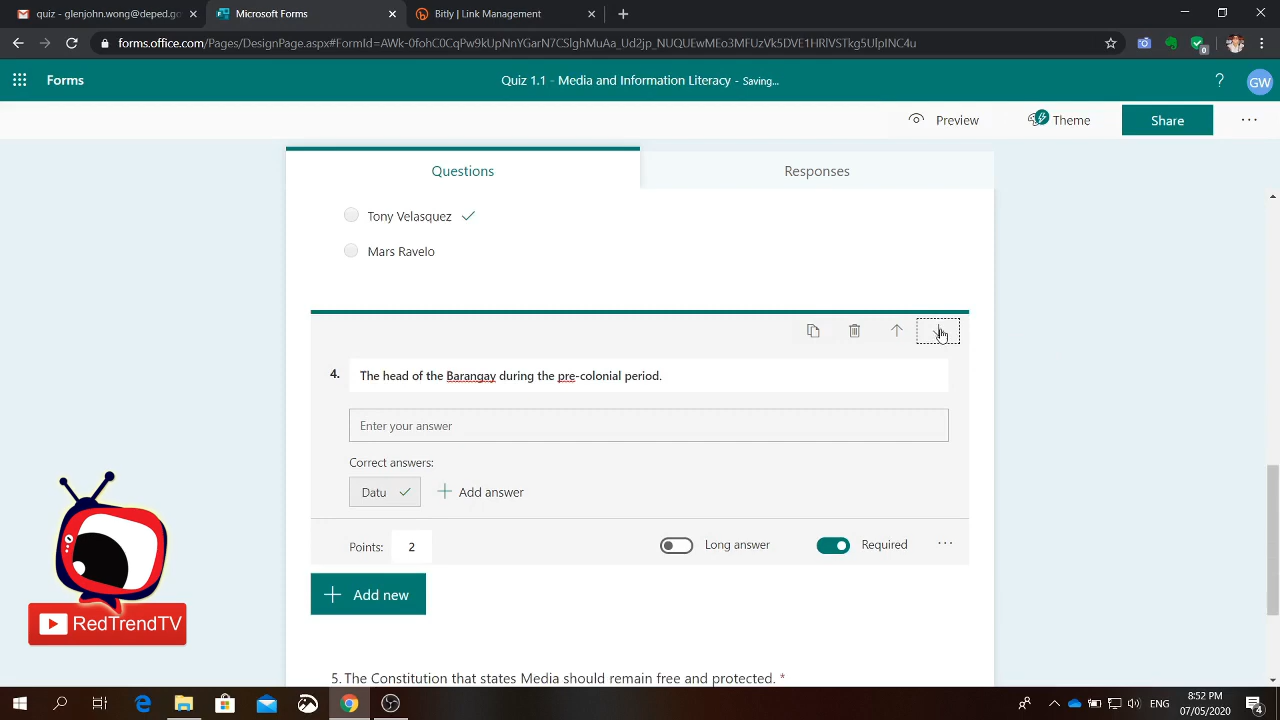 quiz - glenjohn.wong@deped.go
Microsoft Forms
Bitly | Link Management
forms.office.com/Pages/DesignPage.aspx#FormId=AWk-0fohC0CqPw9kUpNnYGarN7CSlghMuAa_Ud2jp_NUQUEwMEo3MFUzVk5DVE1HRlVSTkg5UlpINC4u
Forms
Quiz 1.1 - Media and Information Literacy - Saving...
?
GW
Preview
Theme
Share
Questions
Responses
Tony Velasquez
Mars Ravelo
4.
The head of the Barangay during the pre-colonial period.
Enter your answer
Correct answers:
Datu
Add answer
Points:
2
Long answer
Required
Add new
RedTrendTV
5. The Constitution that states Media should remain free and protected. *
ENG
8:52 PM
07/05/2020
4